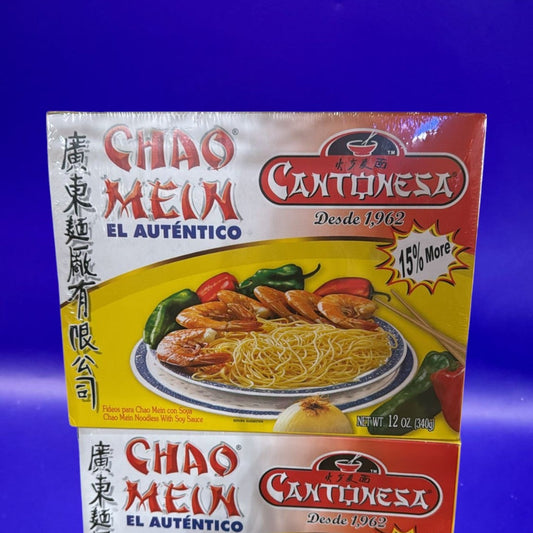 廣東麵厰有限公司
CHAO®
MEIN
EL AUTÉNTICO
CANTONESA®
Desde 1,962
15% More
Fideos para Chao Mein con Soya
Chao Mein Noodless With Soy Sauce
NET WT. 12 OZ. (340g)
廣東麵
CHAO®
MEIN
EL AUTÉNTICO
CANTONESA®
Desde 1,962